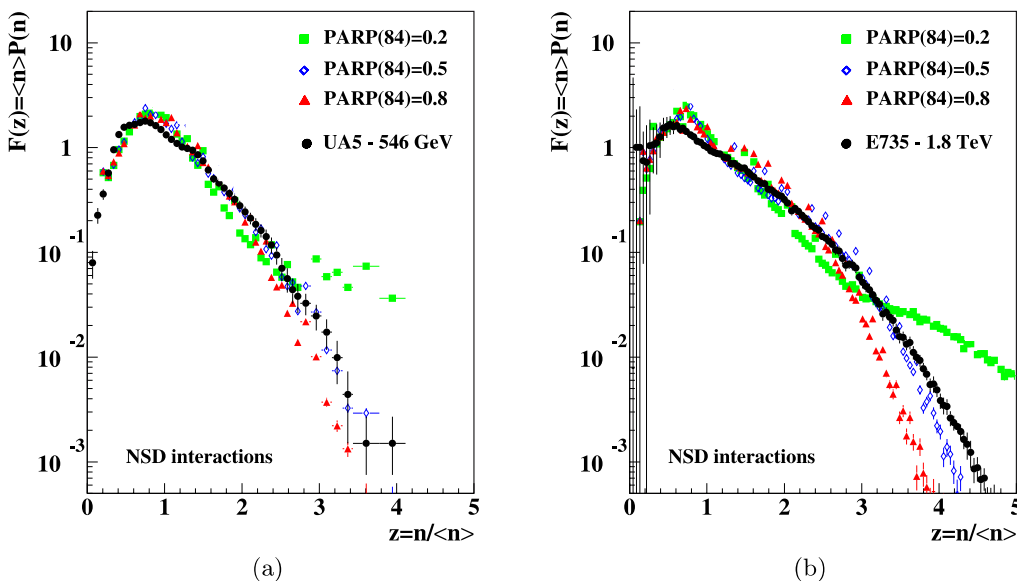 F(z)=<n>P(n)
10
1
10
-1
10
-2
10
-3
PARP(84)=0.2
PARP(84)=0.5
PARP(84)=0.8
UA5 - 546 GeV
NSD interactions
0 1 2 3 4 5
z=n/<n>
(a)
F(z)=<n>P(n)
10
1
10
-1
10
-2
10
-3
PARP(84)=0.2
PARP(84)=0.5
PARP(84)=0.8
E735 - 1.8 TeV
NSD interactions
0 1 2 3 4 5
z=n/<n>
(b)